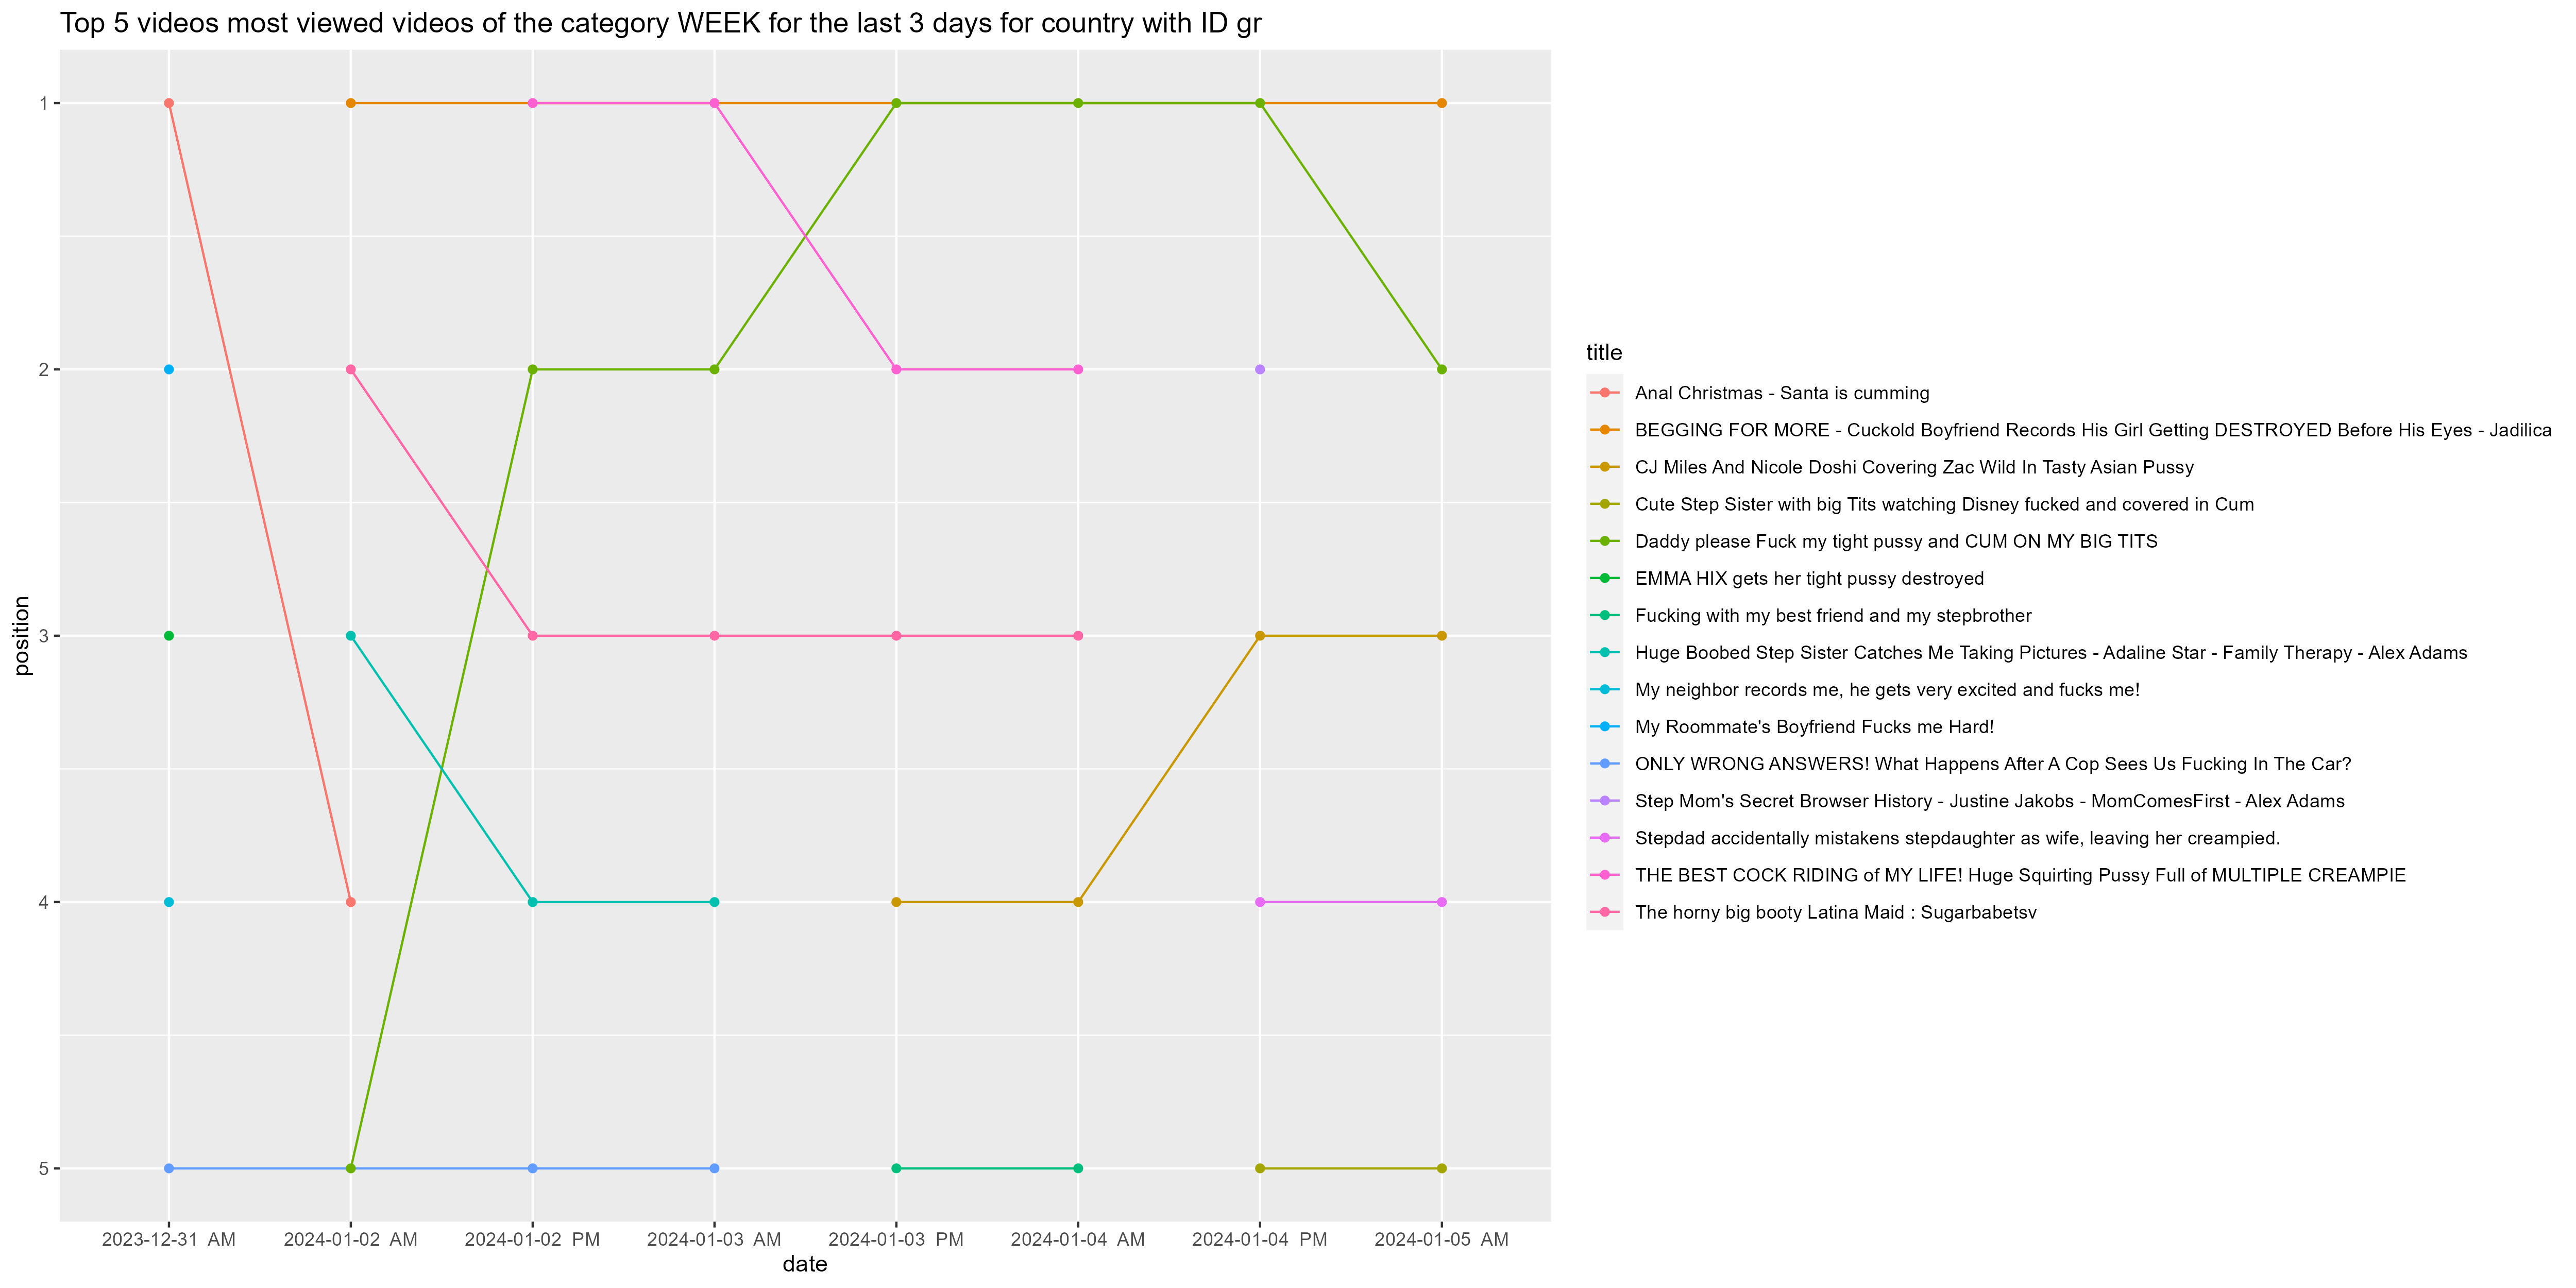 Top 5 videos most viewed videos of the category WEEK for the last 3 days for country with ID gr
position
1
2
3
4
5
2023-12-31 AM
2024-01-02 AM
2024-01-02 PM
2024-01-03 AM
2024-01-03 PM
2024-01-04 AM
2024-01-04 PM
2024-01-05 AM
date
title
Anal Christmas - Santa is cumming
BEGGING FOR MORE - Cuckold Boyfriend Records His Girl Getting DESTROYED Before His Eyes - Jadilica
CJ Miles And Nicole Doshi Covering Zac Wild In Tasty Asian Pussy
Cute Step Sister with big Tits watching Disney fucked and covered in Cum
Daddy please Fuck my tight pussy and CUM ON MY BIG TITS
EMMA HIX gets her tight pussy destroyed
Fucking with my best friend and my stepbrother
Huge Boobed Step Sister Catches Me Taking Pictures - Adaline Star - Family Therapy - Alex Adams
My neighbor records me, he gets very excited and fucks me!
My Roommate's Boyfriend Fucks me Hard!
ONLY WRONG ANSWERS! What Happens After A Cop Sees Us Fucking In The Car?
Step Mom's Secret Browser History - Justine Jakobs - MomComesFirst - Alex Adams
Stepdad accidentally mistakens stepdaughter as wife, leaving her creampied.
THE BEST COCK RIDING of MY LIFE! Huge Squirting Pussy Full of MULTIPLE CREAMPIE
The horny big booty Latina Maid : Sugarbabetsv